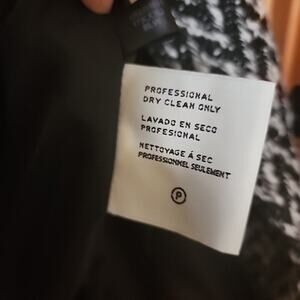 PROFESSIONAL
DRY CLEAN ONLY
LAVADO EN SECO
PROFESIONAL
NETTOYAGE À SEC
PROFESSIONNEL SEULEMENT
P